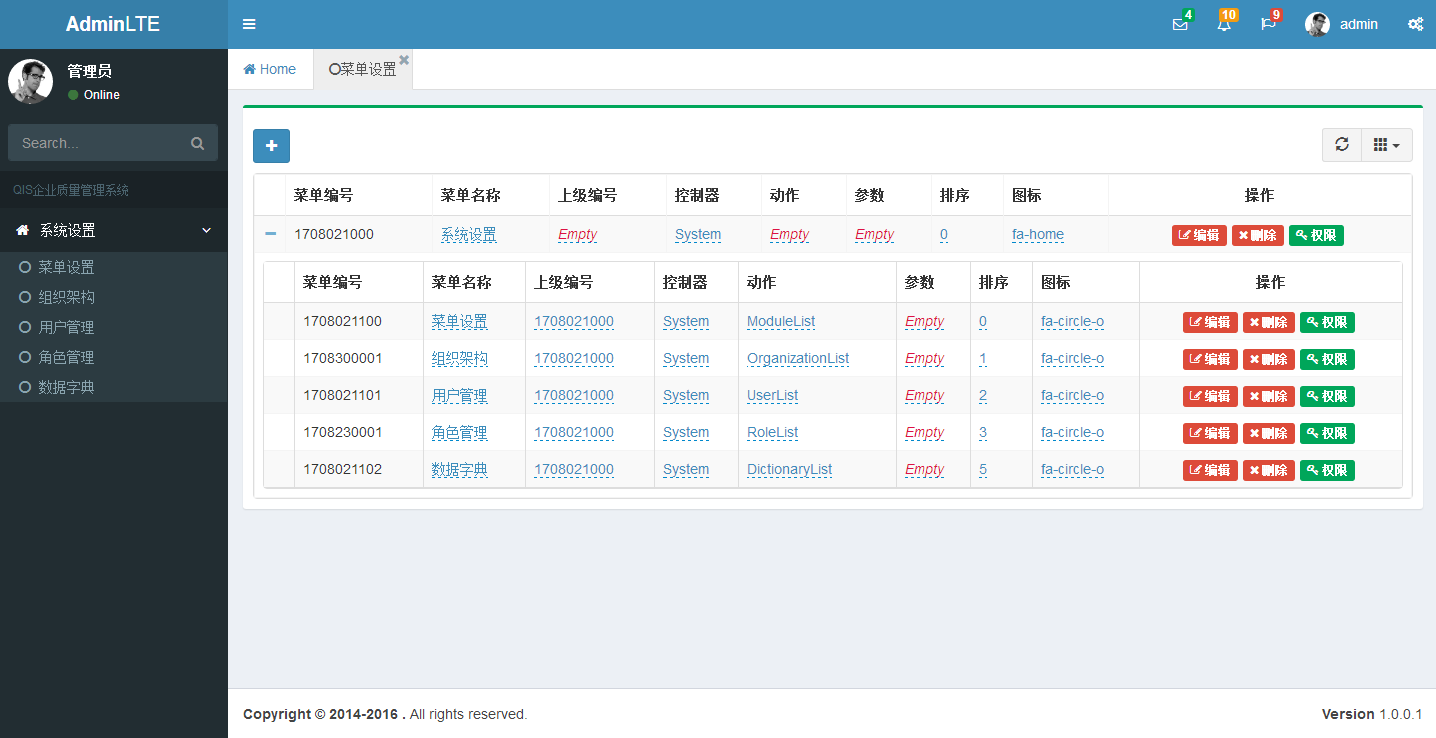 AdminLTE
4 10 9 admin
管理员
Online
Home
菜单设置
Search...
QIS企业质量管理系统
系统设置
菜单设置
组织架构
用户管理
角色管理
数据字典
菜单编号 菜单名称 上级编号 控制器 动作 参数 排序 图标 操作
1708021000 系统设置 Empty System Empty Empty 0 fa-home 编辑 删除 权限
菜单编号 菜单名称 上级编号 控制器 动作 参数 排序 图标 操作
1708021100 菜单设置 1708021000 System ModuleList Empty 0 fa-circle-o 编辑 删除 权限
1708300001 组织架构 1708021000 System OrganizationList Empty 1 fa-circle-o 编辑 删除 权限
1708021101 用户管理 1708021000 System UserList Empty 2 fa-circle-o 编辑 删除 权限
1708230001 角色管理 1708021000 System RoleList Empty 3 fa-circle-o 编辑 删除 权限
1708021102 数据字典 1708021000 System DictionaryList Empty 5 fa-circle-o 编辑 删除 权限
Copyright © 2014-2016 . All rights reserved. Version 1.0.0.1